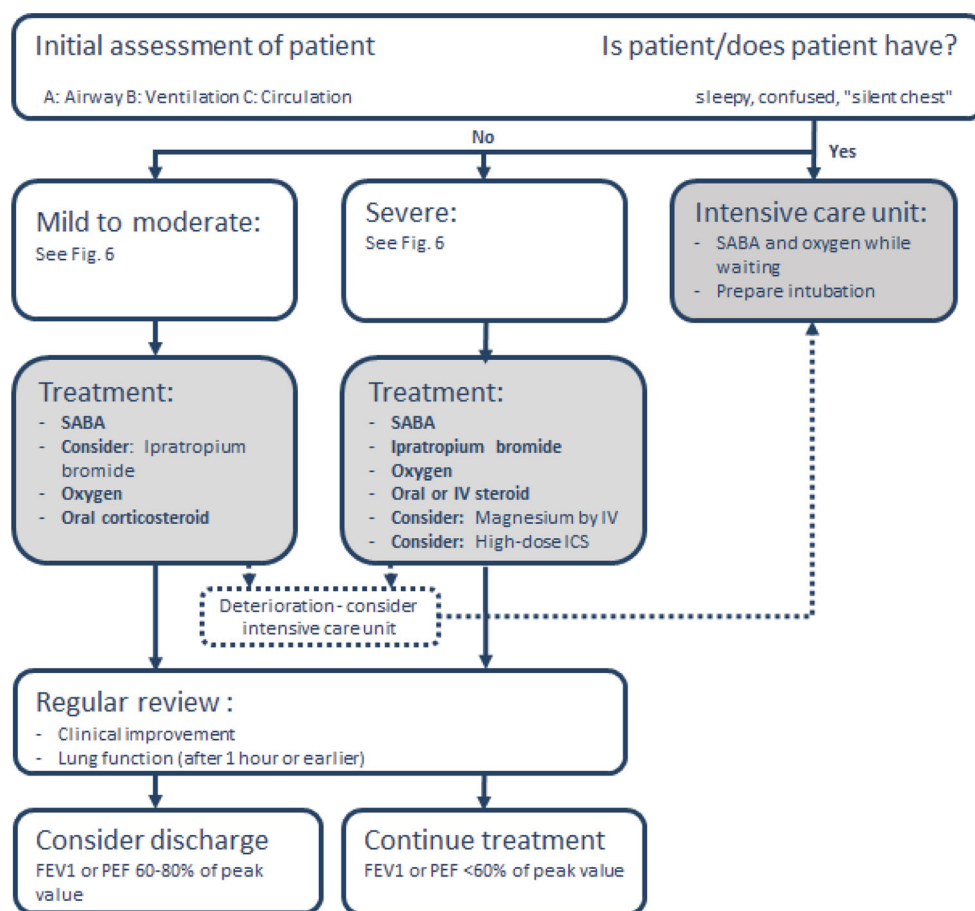 Initial assessment of patient
Is patient/does patient have?
A: Airway B: Ventilation C: Circulation
sleepy, confused, "silent chest"
No
Yes
Mild to moderate:
See Fig. 6
Severe:
See Fig. 6
Intensive care unit:
- SABA and oxygen while
waiting
- Prepare intubation
Treatment:
- SABA
- Consider: Ipratropium
bromide
- Oxygen
- Oral corticosteroid
Treatment:
- SABA
- Ipratropium bromide
- Oxygen
- Oral or IV steroid
- Consider: Magnesium by IV
- Consider: High-dose ICS
Deterioration - consider
intensive care unit
Regular review :
- Clinical improvement
- Lung function (after 1 hour or earlier)
Consider discharge
FEV1 or PEF 60-80% of peak
value
Continue treatment
FEV1 or PEF <60% of peak value